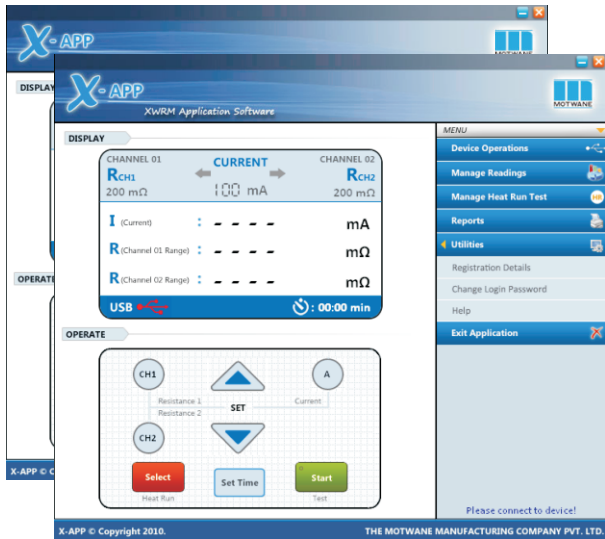 X-APP
DISPLAY
OPERATE
X-APP © C
X-APP
XWRM Application Software
MOTWANE
DISPLAY
CHANNEL 01 CURRENT CHANNEL 02
RCH1 RCH2
200 mΩ 100 mA 200 mΩ
I (Current) : - - - - mA
R (Channel 01 Range) : - - - - mΩ
R (Channel 02 Range) : - - - - mΩ
USB : 00:00 min
OPERATE
CH1 A
Resistance 1 SET Current
Resistance 2
CH2
Select Set Time Start
Heat Run Test
MENU
Device Operations
Manage Readings
Manage Heat Run Test
HR
Reports
Utilities
Registration Details
Change Login Password
Help
Exit Application
Please connect to device!
X-APP © Copyright 2010. THE MOTWANE MANUFACTURING COMPANY PVT. LTD.